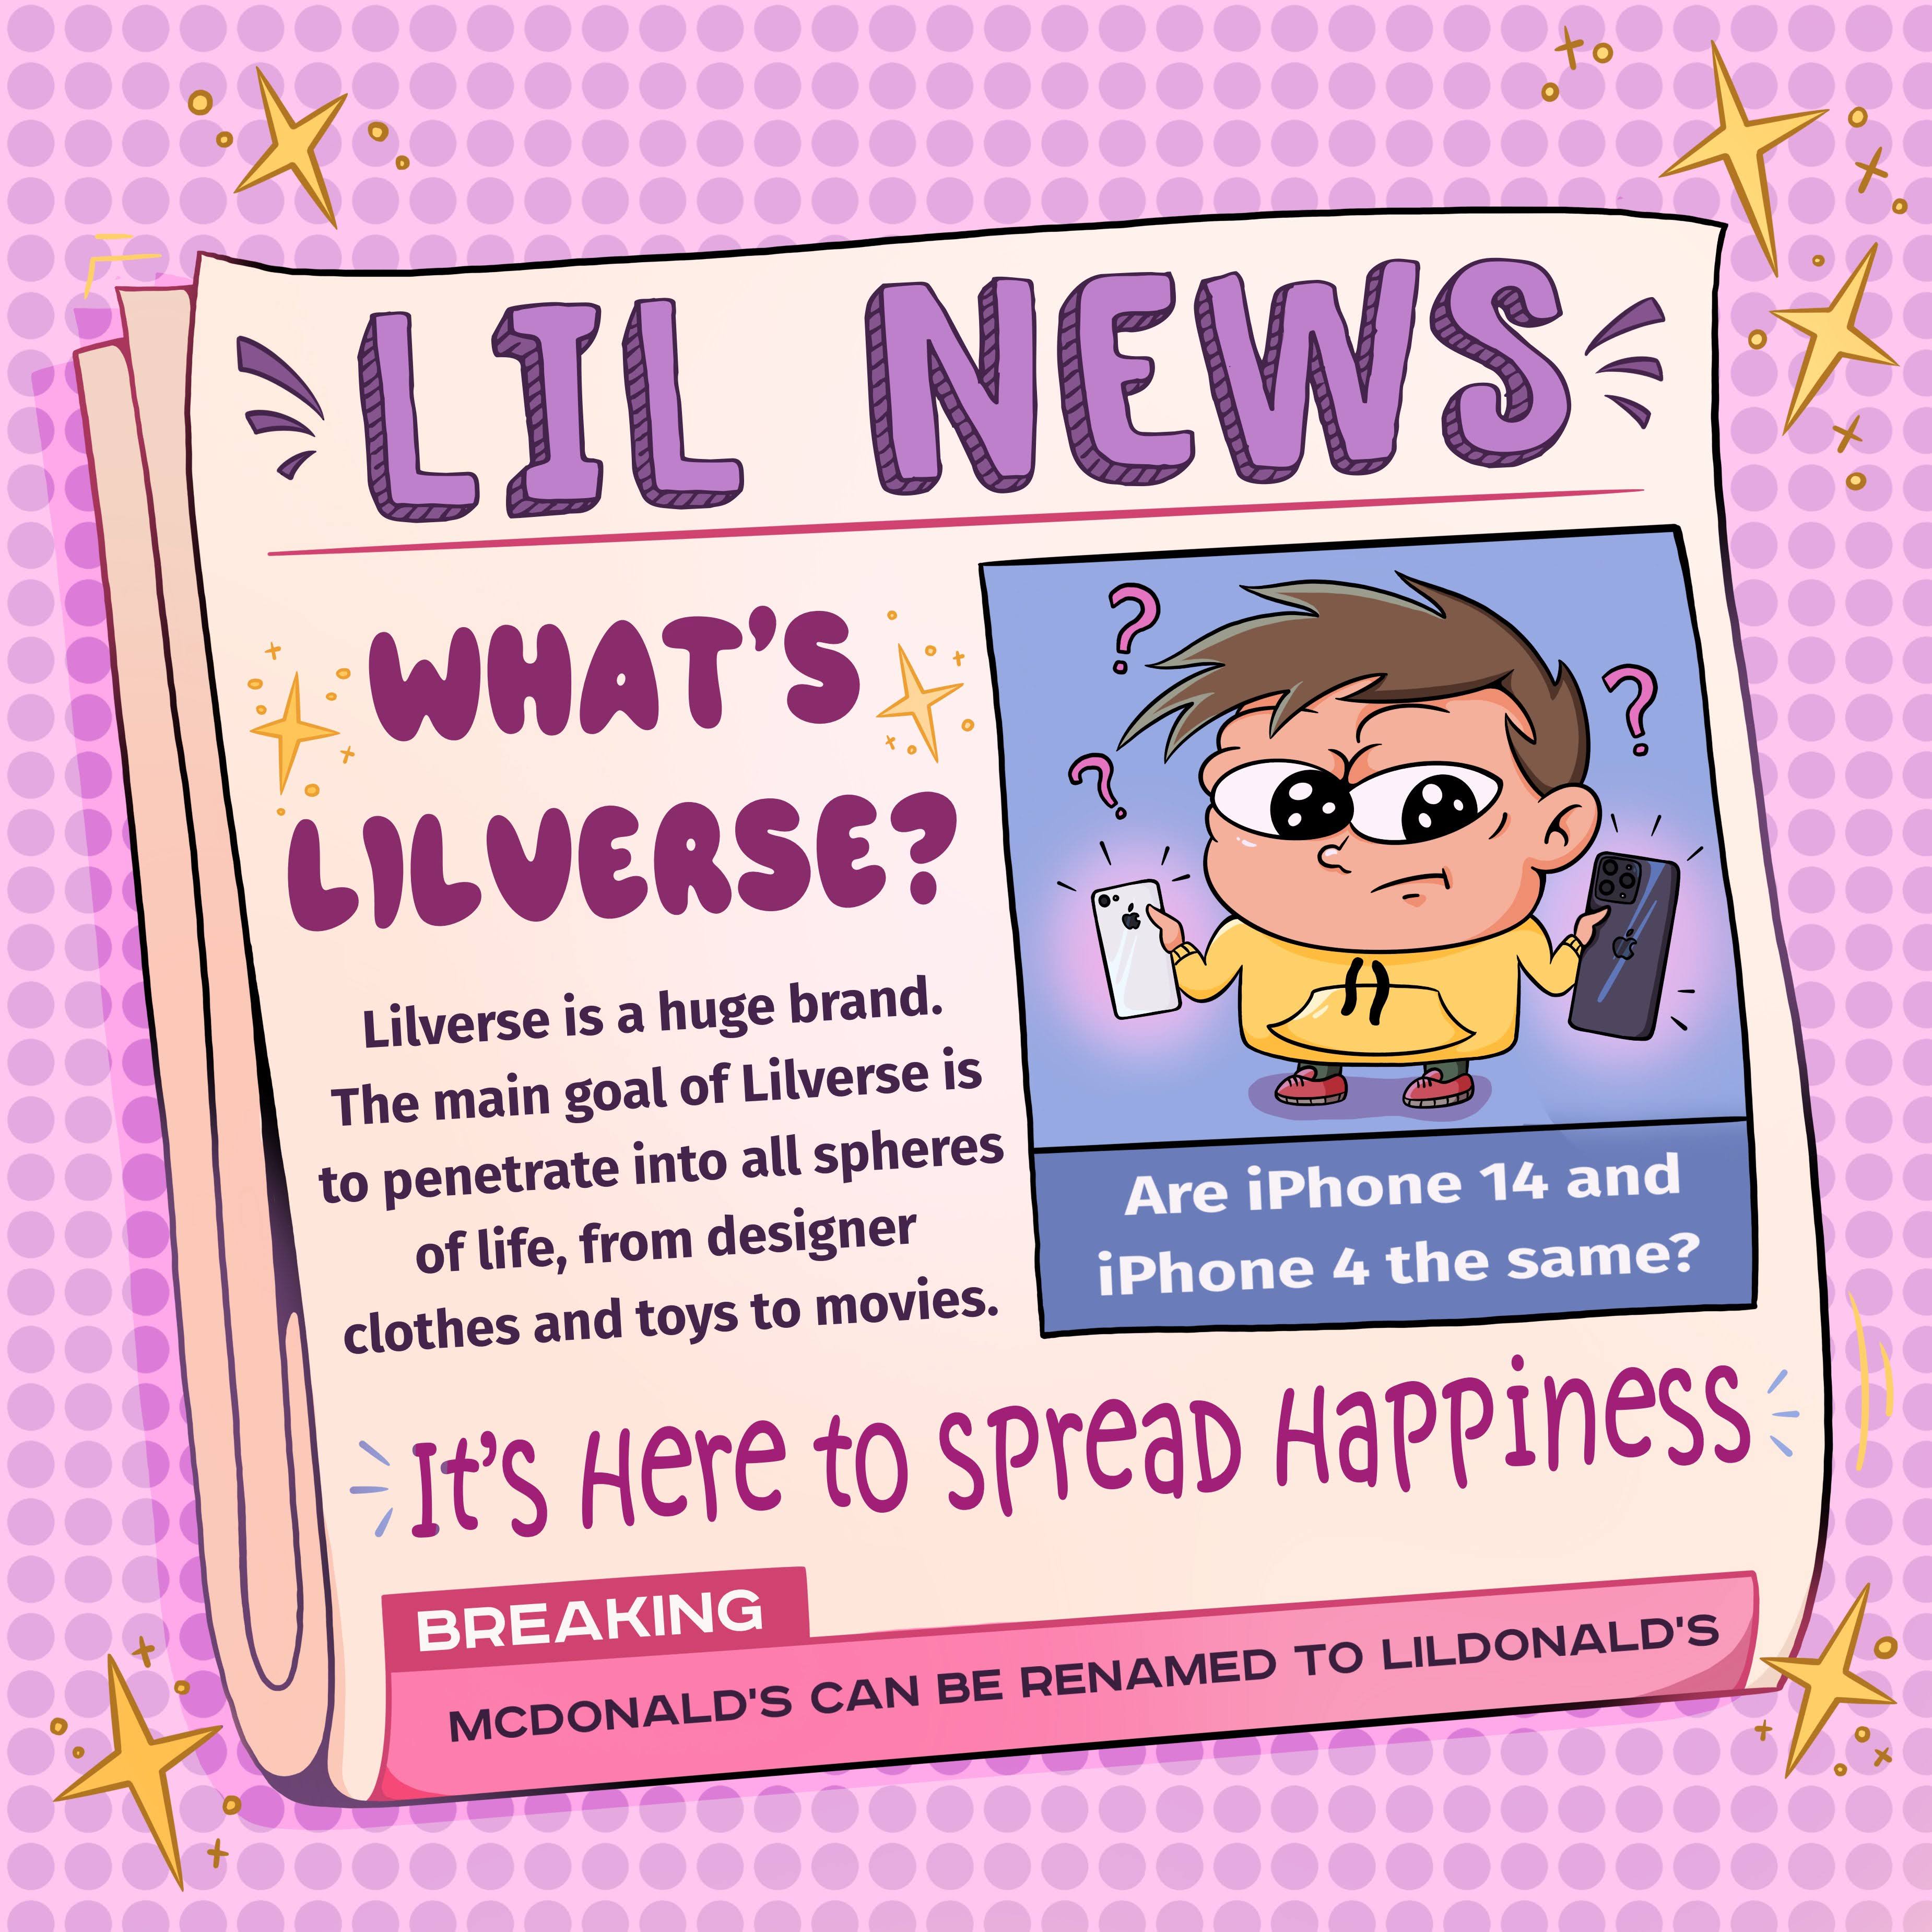 LIL NEWS
WHAT'S
LILVERSE?
Lilverse is a huge brand.
The main goal of Lilverse is
to penetrate into all spheres
of life, from designer
clothes and toys to movies.
? ? ?
Are iPhone 14 and
iPhone 4 the same?
It's Here to spread Happiness
BREAKING
MCDONALD'S CAN BE RENAMED TO LILDONALD'S